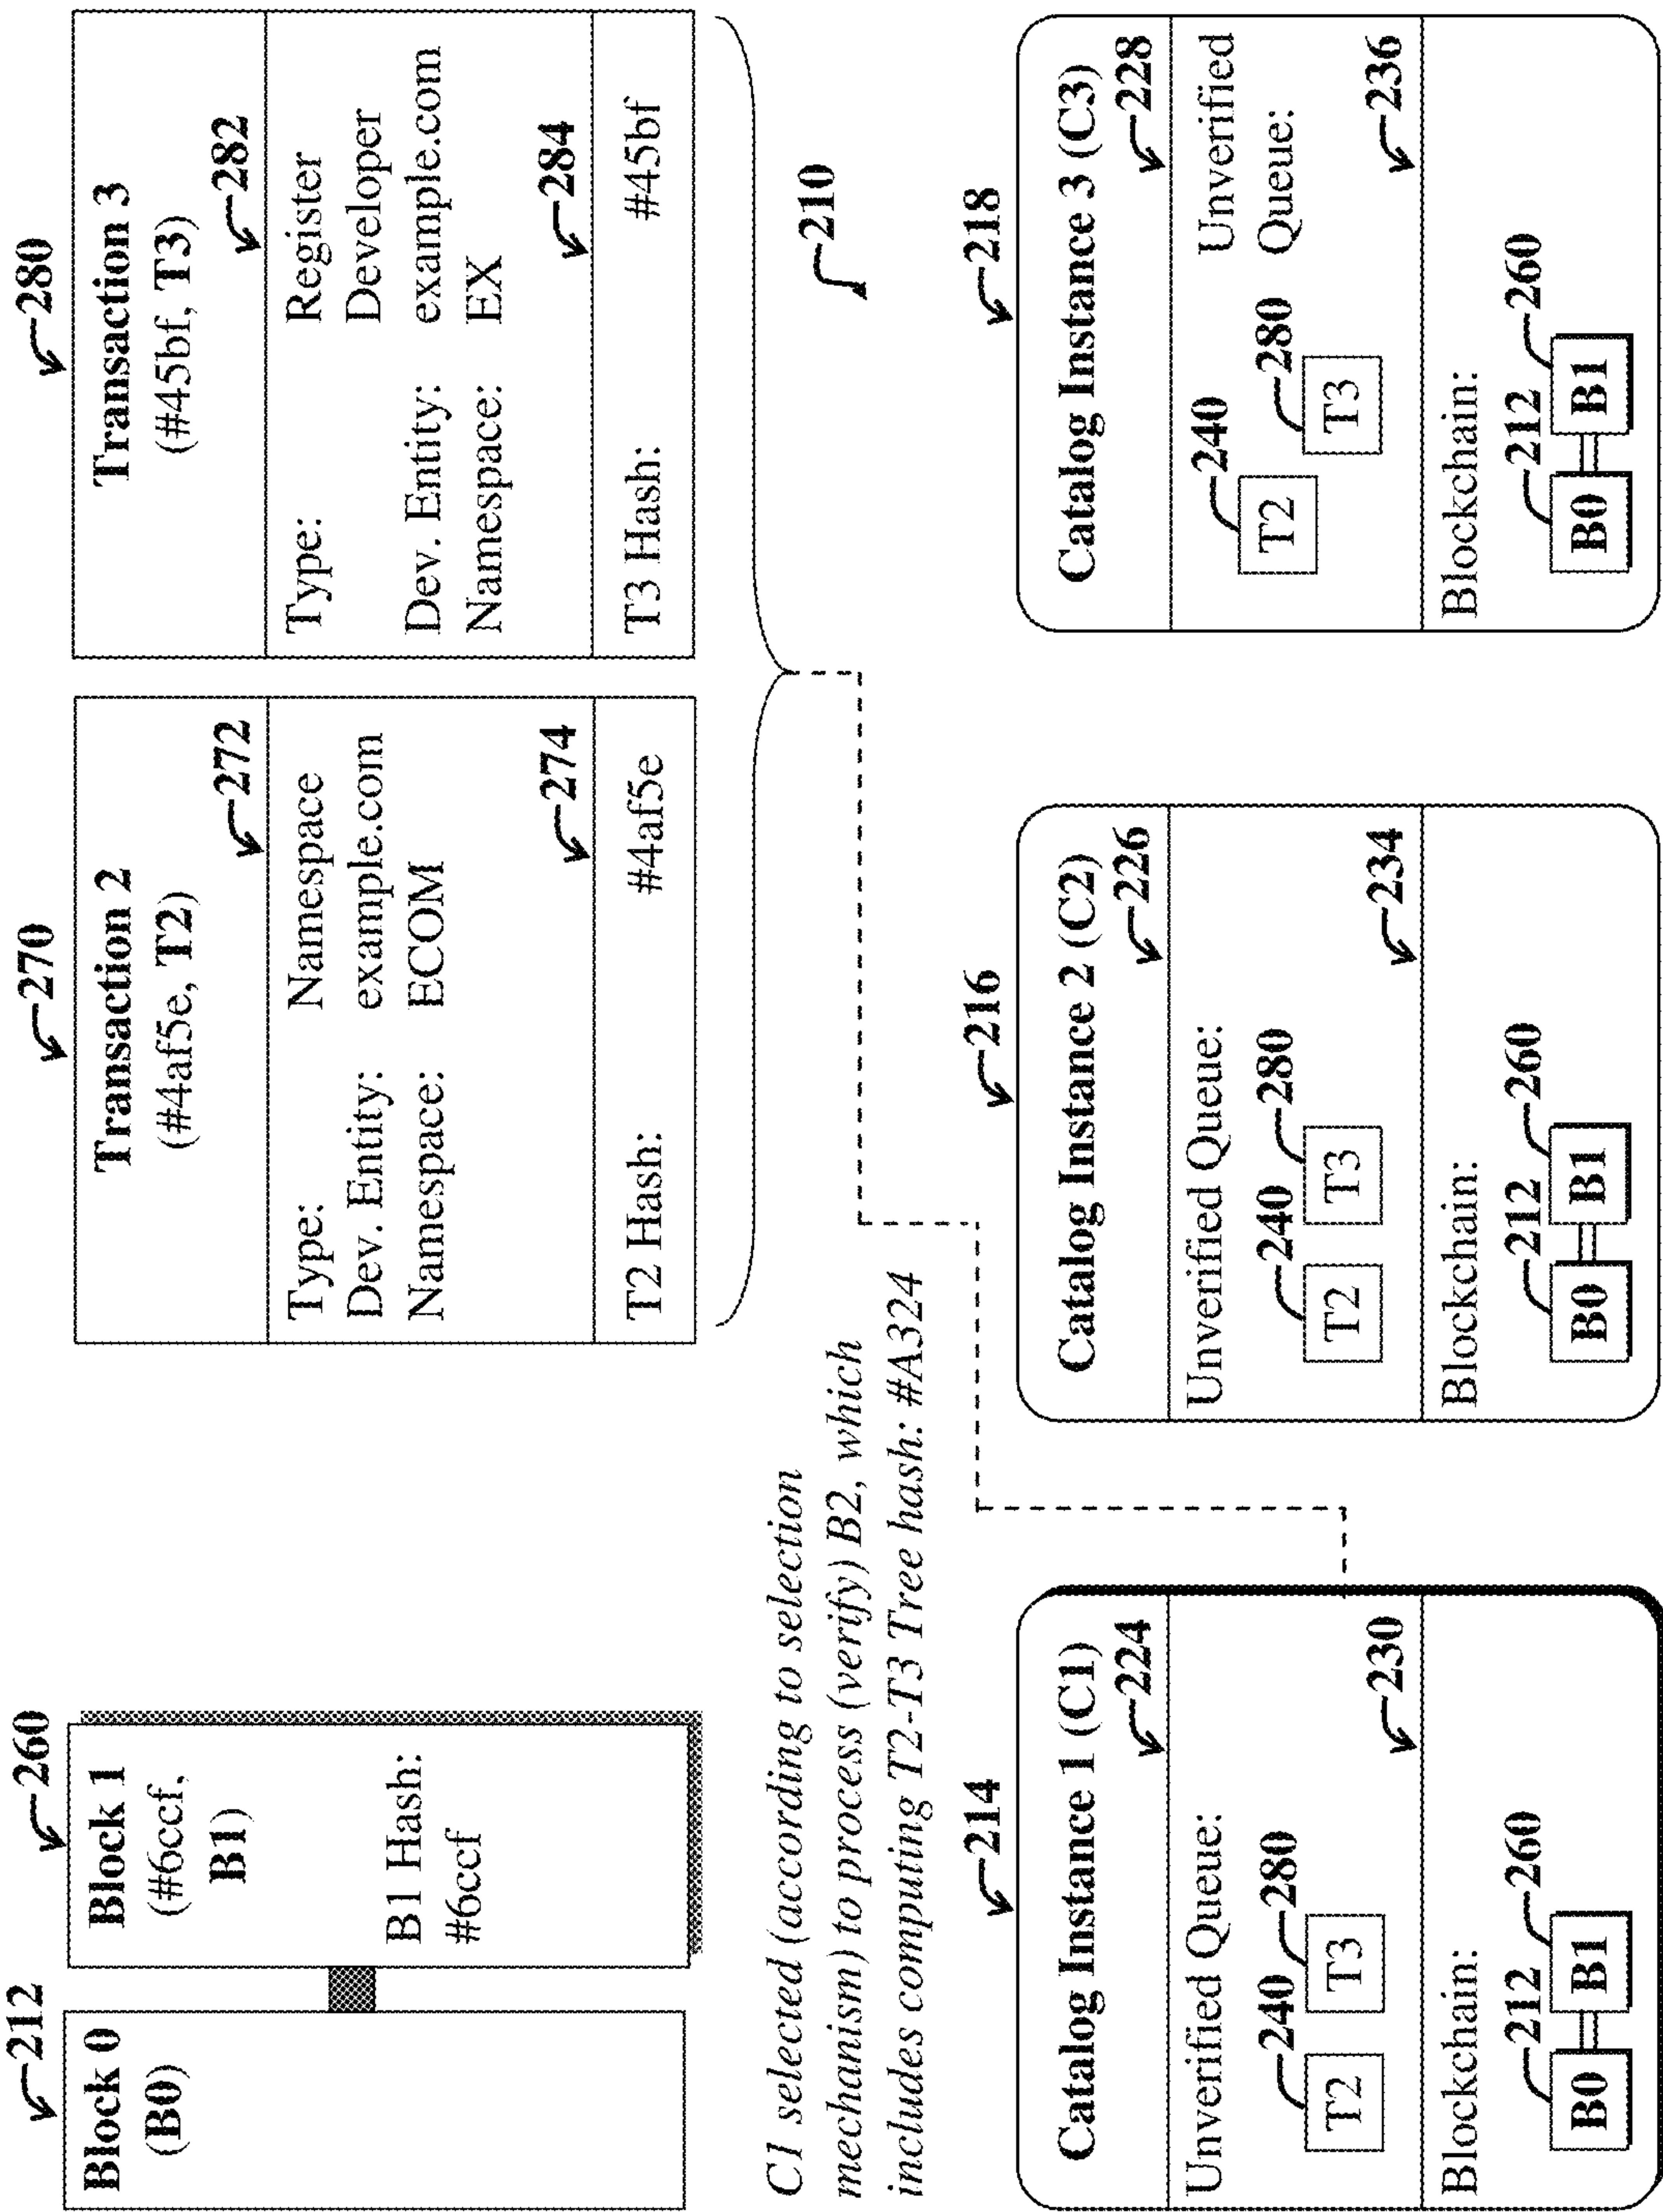 212
Block 0
(B0)
260
Block 1
(#6ccf,
B1)
B1 Hash:
#6ccf
270
Transaction 2
(#4af5e, T2)
272
Type: Namespace
Dev. Entity: example.com
Namespace: ECOM
274
T2 Hash: #4af5e
280
Transaction 3
(#45bf, T3)
282
Type: Register
Developer
Dev. Entity: example.com
Namespace: EX
284
T3 Hash: #45bf
210
C1 selected (according to selection
mechanism) to process (verify) B2, which
includes computing T2-T3 Tree hash: #A324
214
Catalog Instance 1 (C1)
224
Unverified Queue:
240 280
T2 T3
230
Blockchain:
212 260
B0 B1
216
Catalog Instance 2 (C2)
226
Unverified Queue:
240 280
T2 T3
234
Blockchain:
212 260
B0 B1
218
Catalog Instance 3 (C3)
228
240 Unverified
T2 280 Queue:
T3
236
Blockchain:
212 260
B0 B1